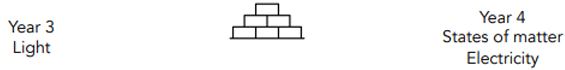 Year 3
Light
Year 4
States of matter
Electricity